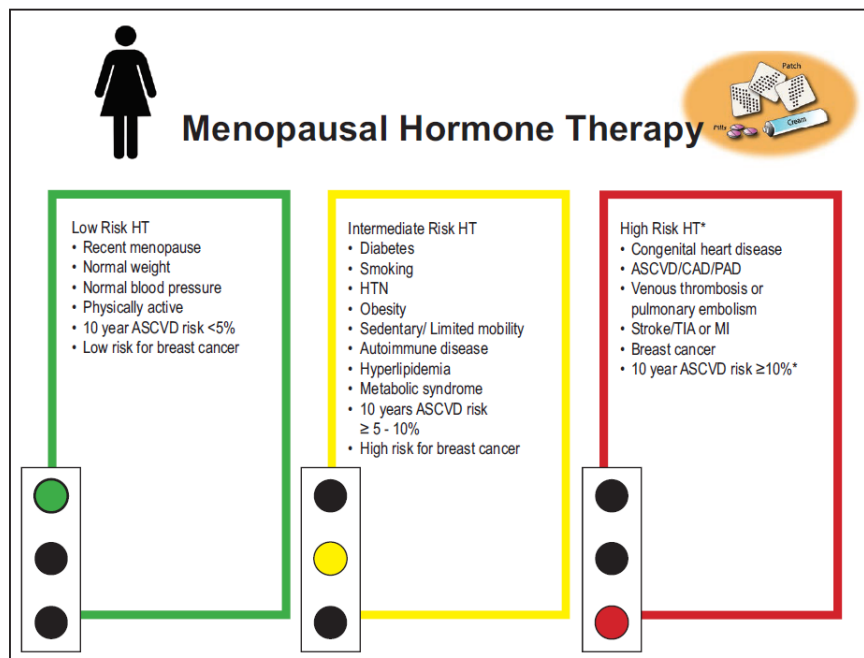 Menopausal Hormone Therapy
Patch
Pills
Cream
Low Risk HT
• Recent menopause
• Normal weight
• Normal blood pressure
• Physically active
• 10 year ASCVD risk <5%
• Low risk for breast cancer
Intermediate Risk HT
• Diabetes
• Smoking
• HTN
• Obesity
• Sedentary/ Limited mobility
• Autoimmune disease
• Hyperlipidemia
• Metabolic syndrome
• 10 years ASCVD risk
≥ 5 - 10%
• High risk for breast cancer
High Risk HT*
• Congenital heart disease
• ASCVD/CAD/PAD
• Venous thrombosis or
pulmonary embolism
• Stroke/TIA or MI
• Breast cancer
• 10 year ASCVD risk ≥10%*